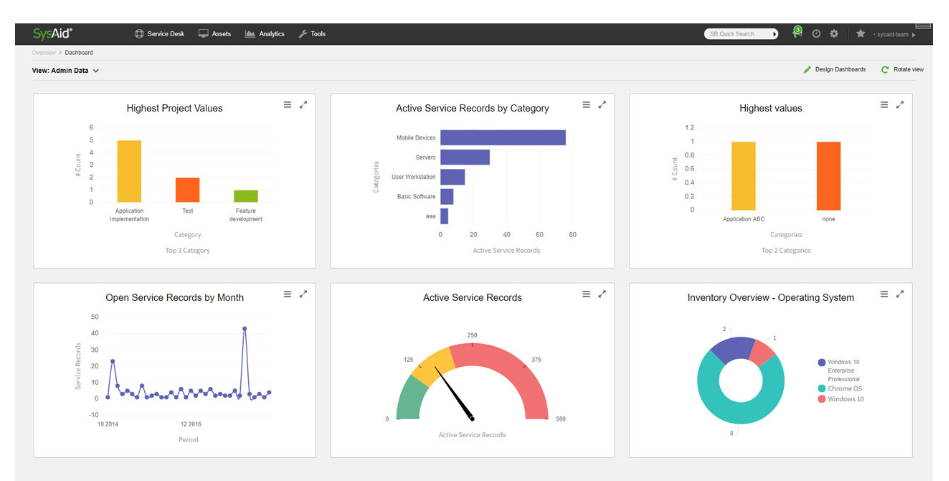 SysAid®
Service Desk Assets Analytics Tools
SR Quick Search
3
sysaid-team
Overview > Dashboard
View: Admin Data
Design Dashboards Rotate view
Highest Project Values
6
5
4
3
2
1
0
# Count
Application Implementation
Test
Feature development
Category
Top 3 Category
Active Service Records by Category
Categories
Mobile Devices
Servers
User Workstation
Basic Software
0 20 40 60 80
Active Service Records
Highest values
1.2
1
0.8
0.6
0.4
0.2
0
# Count
Application ABC none
Categories
Top 2 Categories
Open Service Records by Month
50
40
30
20
10
0
-10
Service Records
12 2015
Period
Active Service Records
0
125
250
375
500
Active Service Records
Inventory Overview - Operating System
2
1
8
Windows 10
Enterprise
Professional
Chrome OS
Windows 10